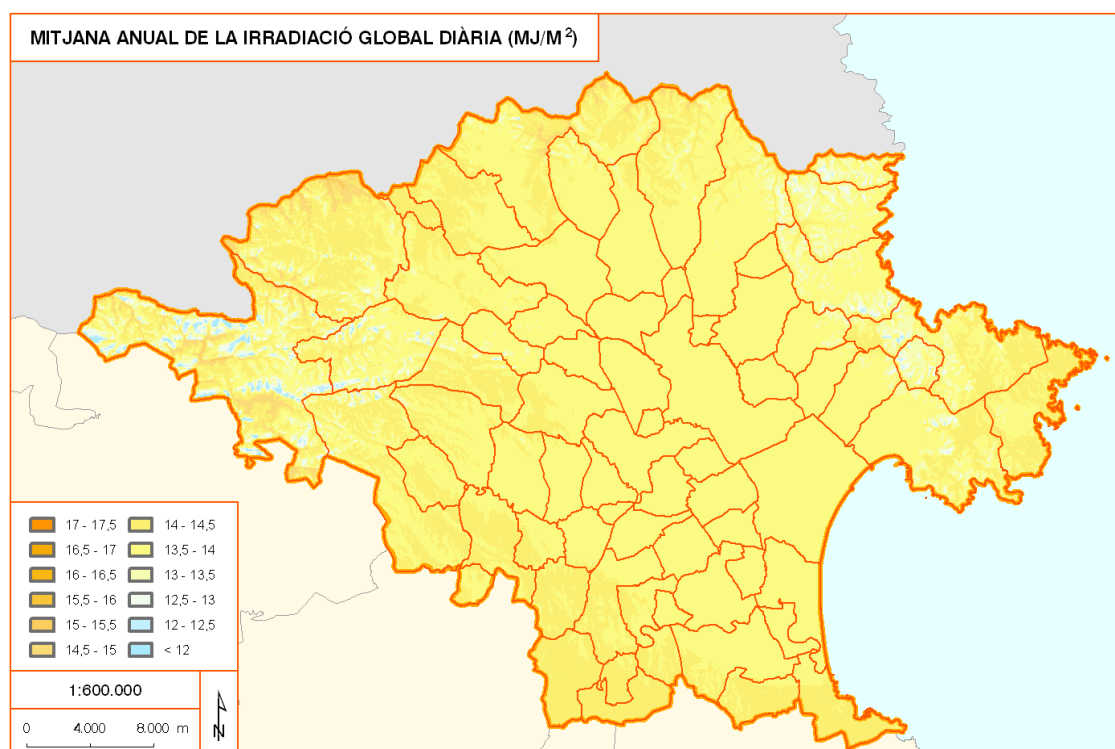 MITJANA ANUAL DE LA IRRADIACIÓ GLOBAL DIÀRIA (MJ/M²)
17 - 17,5
16,5 - 17
16 - 16,5
15,5 - 16
15 - 15,5
14,5 - 15
14 - 14,5
13,5 - 14
13 - 13,5
12,5 - 13
12 - 12,5
< 12
1:600.000
0 4.000 8.000 m
N